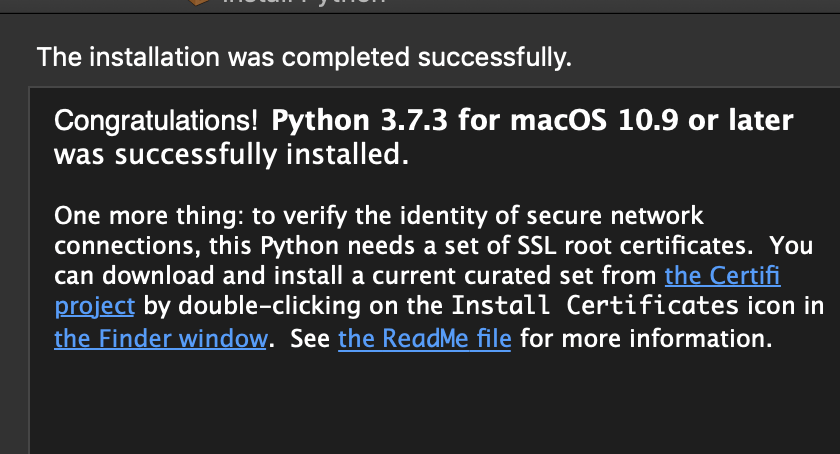 Install Python
The installation was completed successfully.
Congratulations! Python 3.7.3 for macOS 10.9 or later
was successfully installed.
One more thing: to verify the identity of secure network
connections, this Python needs a set of SSL root certificates.  You
can download and install a current curated set from the Certifi
project by double-clicking on the Install Certificates icon in
the Finder window.  See the ReadMe file for more information.